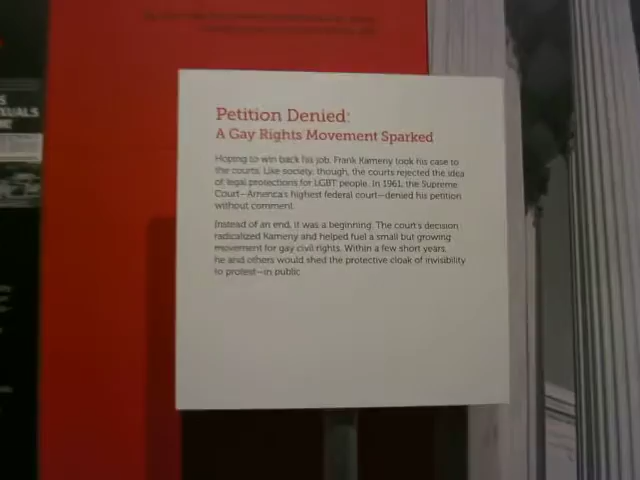 Petition Denied:
A Gay Rights Movement Sparked
Hoping to win back his job, Frank Kameny took his case to
the courts. Like society, though, the courts rejected the idea
of legal protections for LGBT people. In 1961, the Supreme
Court—America's highest federal court—denied his petition
without comment.
Instead of an end, it was a beginning. The court's decision
radicalized Kameny and helped fuel a small but growing
movement for gay civil rights. Within a few short years,
he and others would shed the protective cloak of invisibility
to protest—in public.